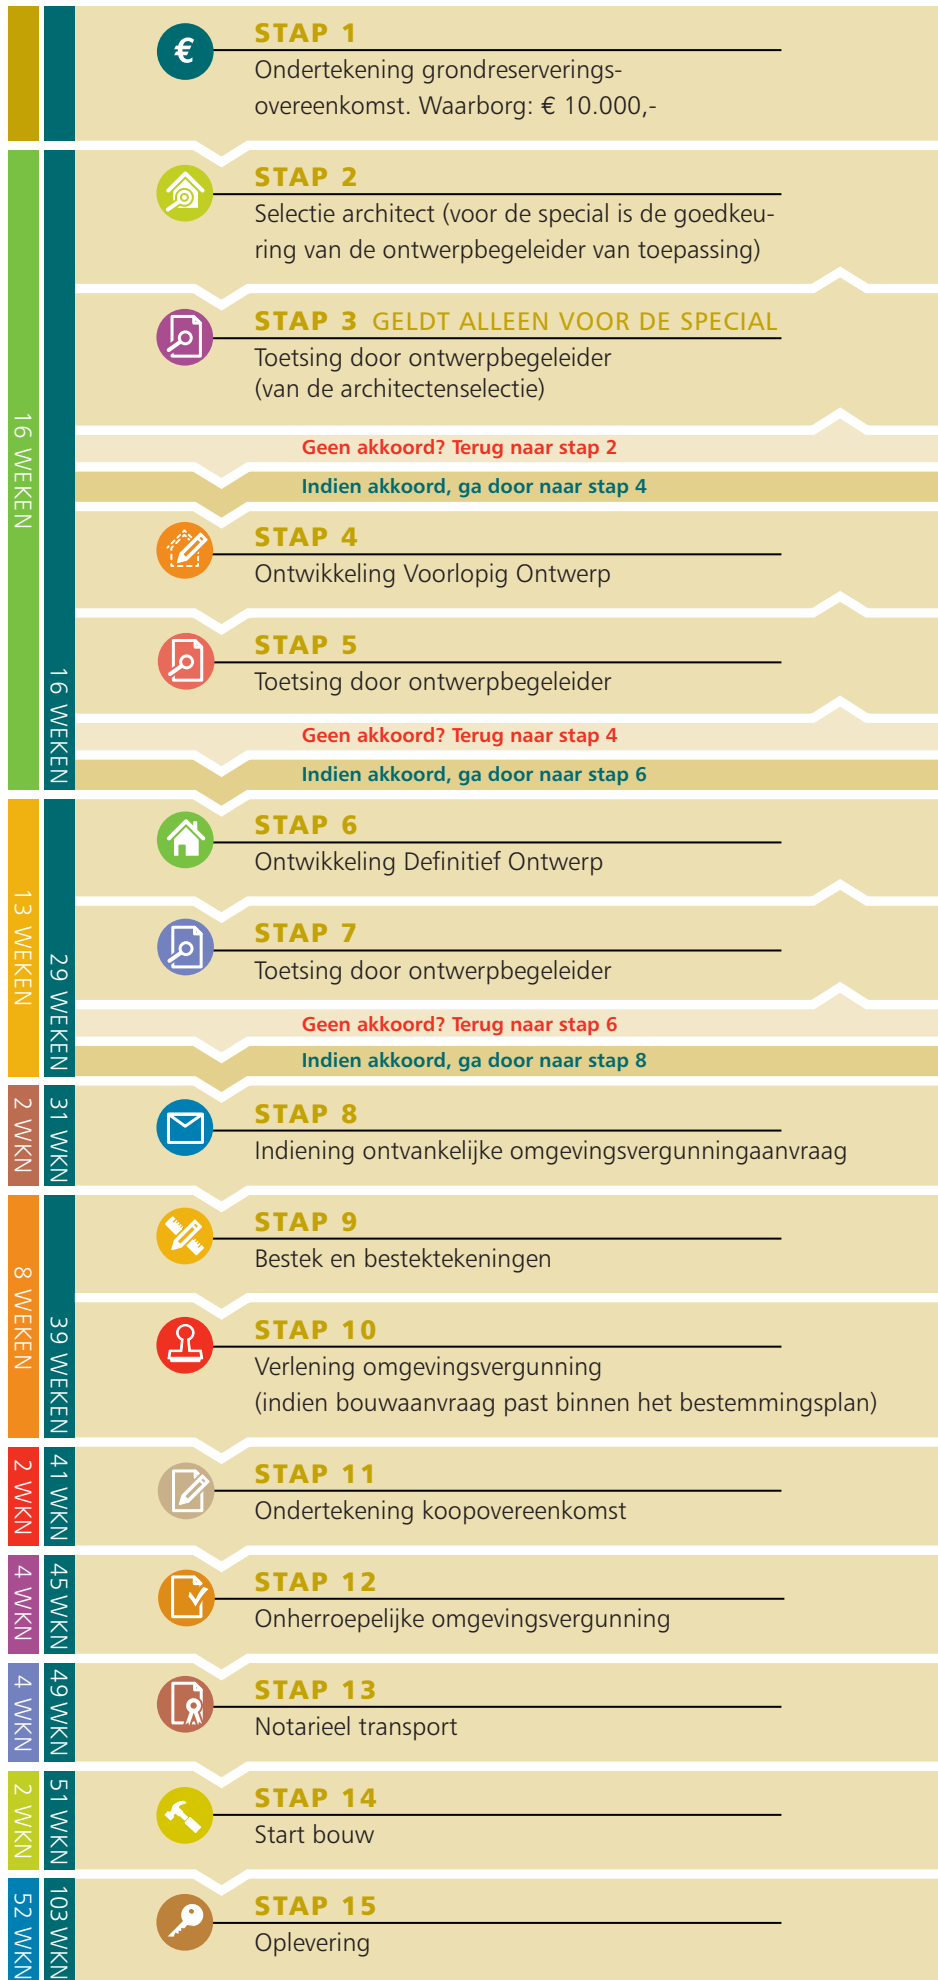 €
STAP 1
Ondertekening grondreserverings-
overeenkomst. Waarborg: € 10.000,-
16 WEKEN
16 WEKEN
STAP 2
Selectie architect (voor de special is de goedkeu-
ring van de ontwerpbegeleider van toepassing)
STAP 3 GELDT ALLEEN VOOR DE SPECIAL
Toetsing door ontwerpbegeleider
(van de architectenselectie)
Geen akkoord? Terug naar stap 2
Indien akkoord, ga door naar stap 4
STAP 4
Ontwikkeling Voorlopig Ontwerp
STAP 5
Toetsing door ontwerpbegeleider
Geen akkoord? Terug naar stap 4
Indien akkoord, ga door naar stap 6
13 WEKEN
29 WEKEN
STAP 6
Ontwikkeling Definitief Ontwerp
STAP 7
Toetsing door ontwerpbegeleider
Geen akkoord? Terug naar stap 6
Indien akkoord, ga door naar stap 8
2 WKN
31 WKN
STAP 8
Indiening ontvankelijke omgevingsvergunningaanvraag
8 WEKEN
39 WEKEN
STAP 9
Bestek en bestektekeningen
STAP 10
Verlening omgevingsvergunning
(indien bouwaanvraag past binnen het bestemmingsplan)
2 WKN
41 WKN
STAP 11
Ondertekening koopovereenkomst
4 WKN
45 WKN
STAP 12
Onherroepelijke omgevingsvergunning
4 WKN
49 WKN
STAP 13
Notarieel transport
2 WKN
51 WKN
STAP 14
Start bouw
52 WKN
103 WKN
STAP 15
Oplevering